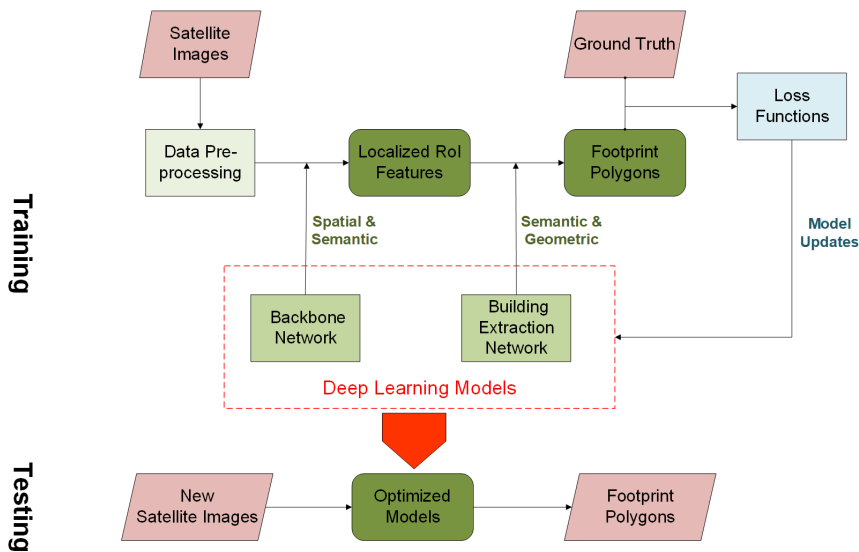 Satellite
Images
Ground Truth
Loss
Functions
Data Pre-
processing
Localized RoI
Features
Footprint
Polygons
Training
Spatial &
Semantic
Semantic &
Geometric
Model
Updates
Backbone
Network
Building
Extraction
Network
Deep Learning Models
Testing
New
Satellite Images
Optimized
Models
Footprint
Polygons